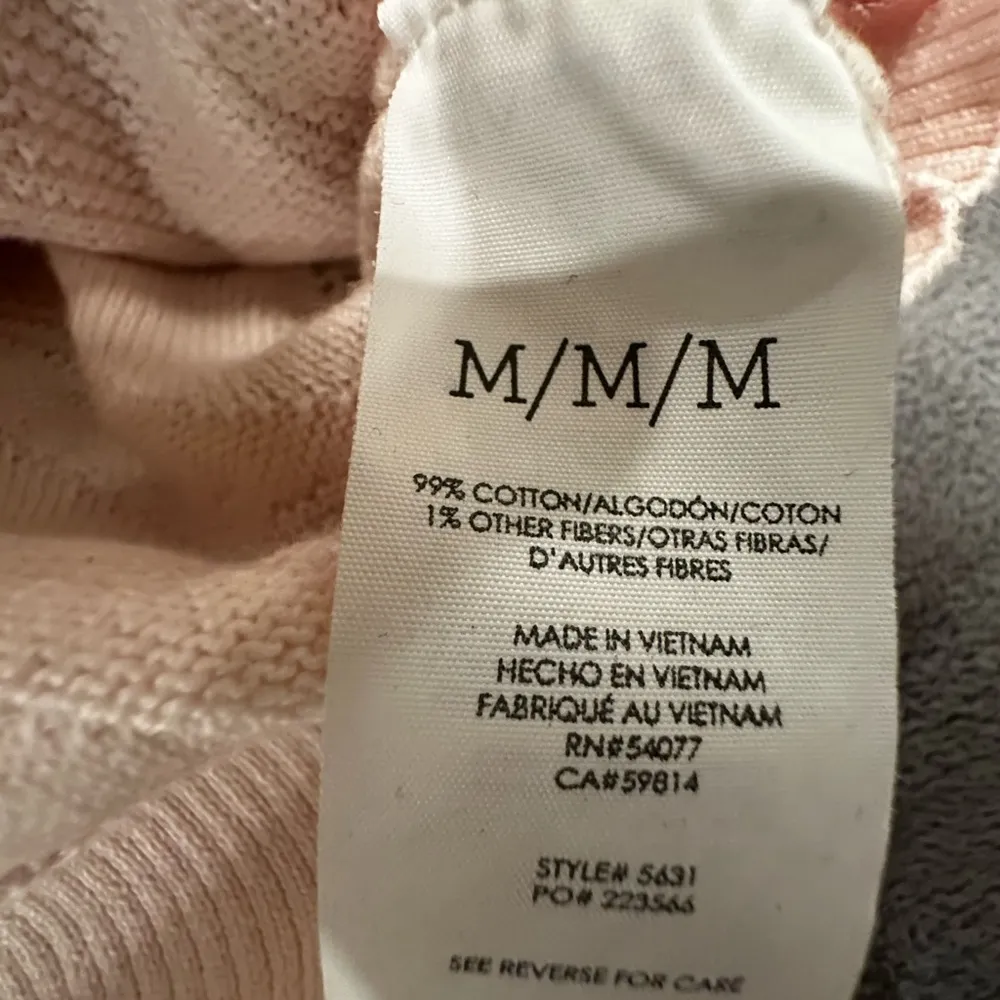 M/M/M
99% COTTON/ALGODÓN/COTON
1% OTHER FIBERS/OTRAS FIBRAS/
D'AUTRES FIBRES
MADE IN VIETNAM
HECHO EN VIETNAM
FABRIQUÉ AU VIETNAM
RN#54077
CA#59814
STYLE# 5631
PO# 223566
SEE REVERSE FOR CARE